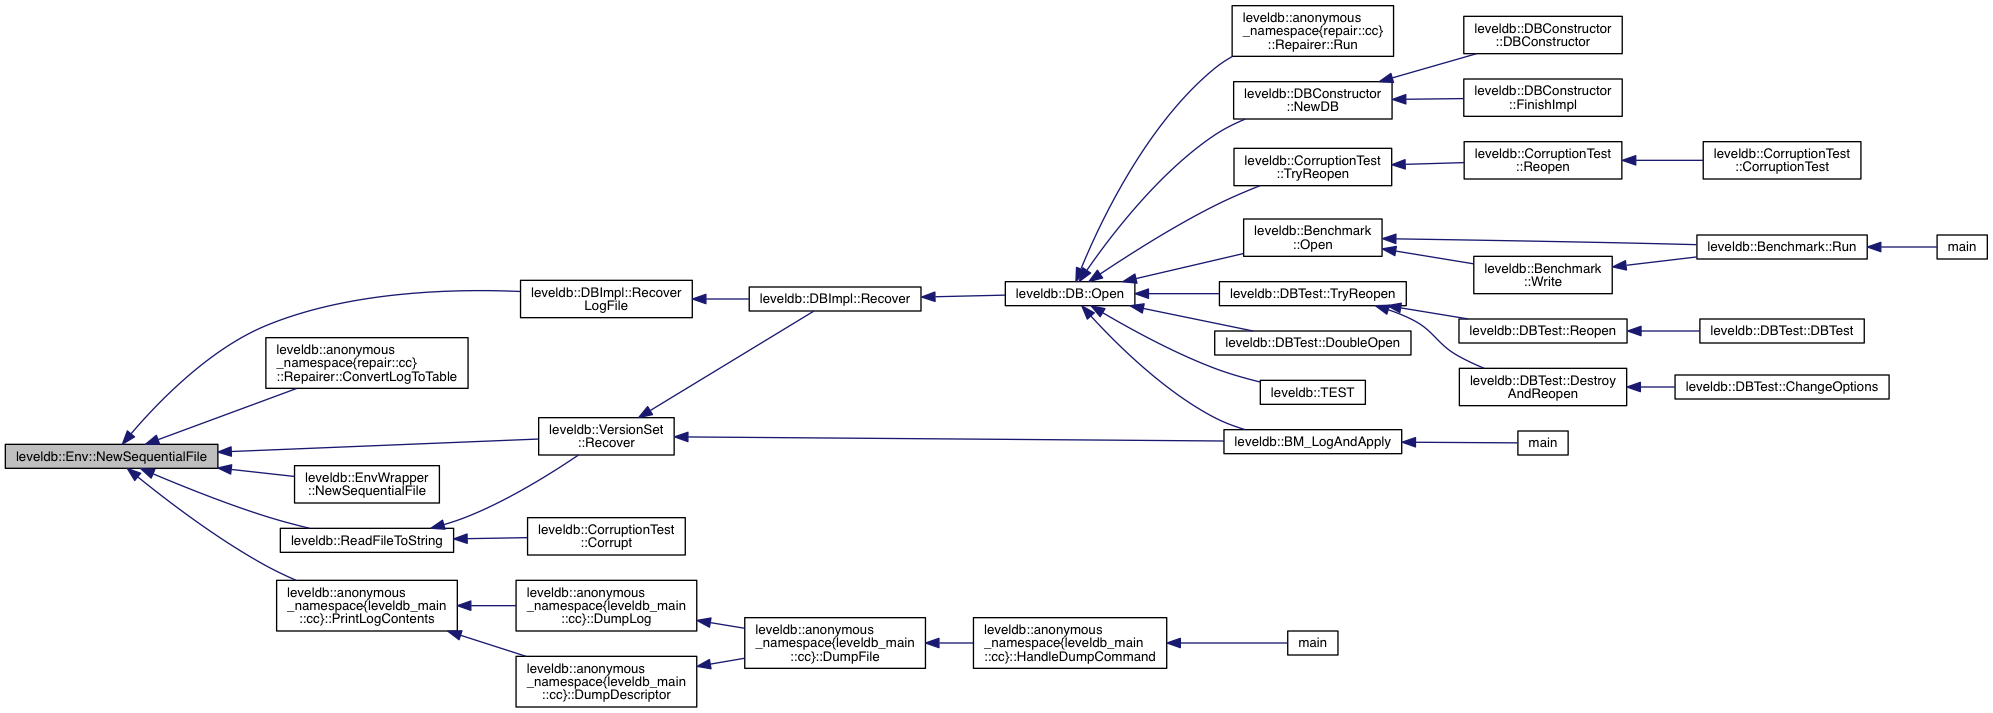 leveldb::Env::NewSequentialFile
leveldb::DBImpl::Recover
LogFile
leveldb::anonymous
_namespace{repair::cc}
::Repairer::ConvertLogToTable
leveldb::VersionSet
::Recover
leveldb::EnvWrapper
::NewSequentialFile
leveldb::ReadFileToString
leveldb::CorruptionTest
::Corrupt
leveldb::anonymous
_namespace{leveldb_main
::cc}::PrintLogContents
leveldb::anonymous
_namespace{leveldb_main
::cc}::DumpLog
leveldb::anonymous
_namespace{leveldb_main
::cc}::DumpDescriptor
leveldb::DBImpl::Recover
leveldb::anonymous
_namespace{leveldb_main
::cc}::DumpFile
leveldb::anonymous
_namespace{leveldb_main
::cc}::HandleDumpCommand
main
leveldb::DB::Open
leveldb::anonymous
_namespace{repair::cc}
::Repairer::Run
leveldb::DBConstructor
::NewDB
leveldb::DBConstructor
::DBConstructor
leveldb::DBConstructor
::FinishImpl
leveldb::CorruptionTest
::TryReopen
leveldb::CorruptionTest
::Reopen
leveldb::CorruptionTest
::CorruptionTest
leveldb::Benchmark
::Open
leveldb::Benchmark
::Write
leveldb::Benchmark::Run
main
leveldb::DBTest::TryReopen
leveldb::DBTest::Reopen
leveldb::DBTest::DBTest
leveldb::DBTest::DoubleOpen
leveldb::DBTest::Destroy
AndReopen
leveldb::DBTest::ChangeOptions
leveldb::TEST
leveldb::BM_LogAndApply
main